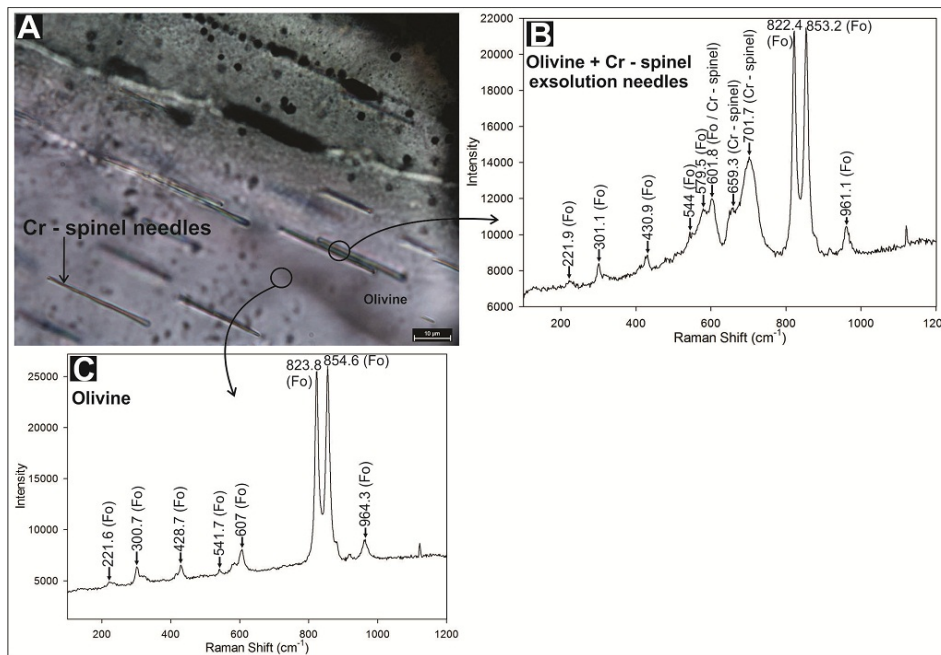 A
Cr - spinel needles
Olivine
10 µm
B
Olivine + Cr - spinel
exsolution needles
Intensity
22000
20000
18000
16000
14000
12000
10000
8000
6000
221.9 (Fo)
301.1 (Fo)
430.9 (Fo)
544 (Fo)
579.5 (Fo)
601.8 (Fo / Cr - spinel)
659.3 (Cr - spinel)
701.7 (Cr - spinel)
822.4 853.2 (Fo)
(Fo)
961.1 (Fo)
200 400 600 800 1000 1200
Raman Shift (cm-1)
C
Olivine
Intensity
25000
20000
15000
10000
5000
221.6 (Fo)
300.7 (Fo)
428.7 (Fo)
541.7 (Fo)
607 (Fo)
823.8 854.6 (Fo)
(Fo)
964.3 (Fo)
200 400 600 800 1000 1200
Raman Shift (cm-1)